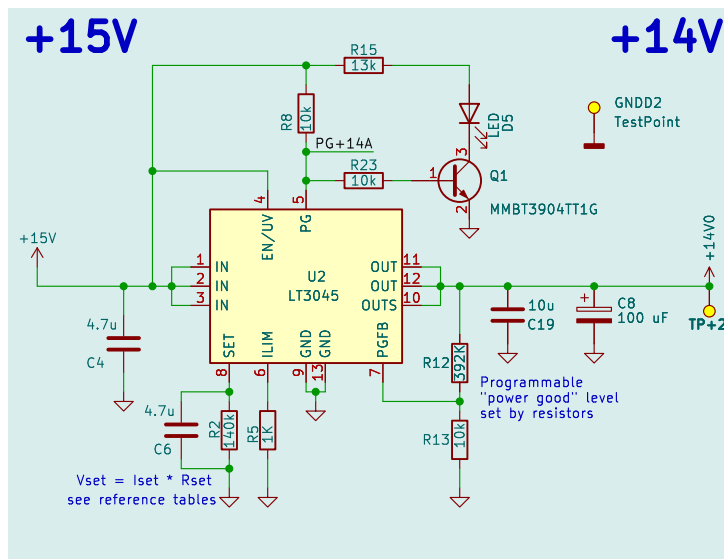 +15V
+14V
R15
13k
R8
10k
PG+14A
R23
10k
LED
D5
3
1
Q1
2
MMBT3904TT1G
GNDD2
TestPoint
+15V
4
5
EN/UV
PG
1
IN
2
IN
3
IN
U2
LT3045
OUT
11
OUT
12
OUTS
10
SET
ILIM
GND
GND
PGFB
8
6
9
13
7
4.7u
C4
4.7u
C6
R2
140k
R5
1K
R12
392K
R13
10k
10u
C19
+
C8
100 uF
+14V0
TP+2
Programmable
"power good" level
set by resistors
Vset = Iset * Rset
see reference tables